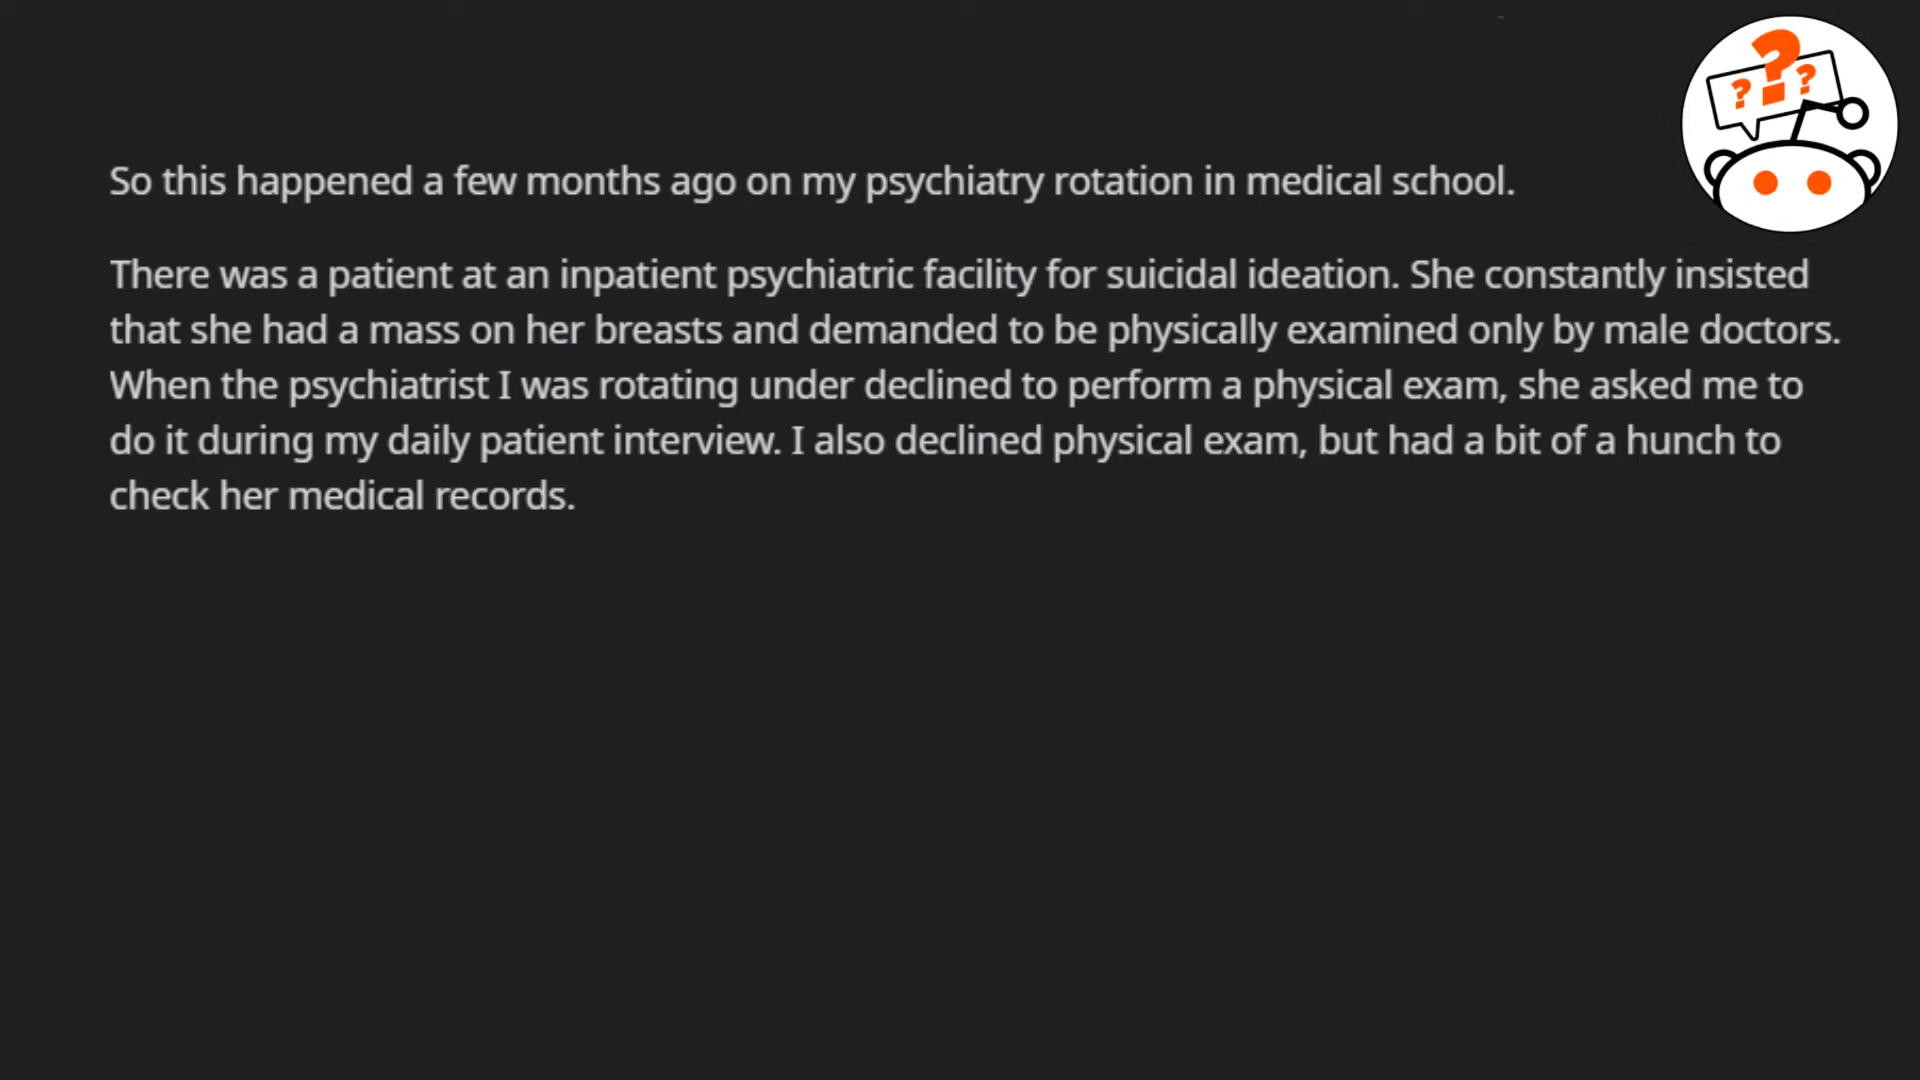 So this happened a few months ago on my psychiatry rotation in medical school.
There was a patient at an inpatient psychiatric facility for suicidal ideation. She constantly insisted
that she had a mass on her breasts and demanded to be physically examined only by male doctors.
When the psychiatrist I was rotating under declined to perform a physical exam, she asked me to
do it during my daily patient interview. I also declined physical exam, but had a bit of a hunch to
check her medical records.
? ? ?